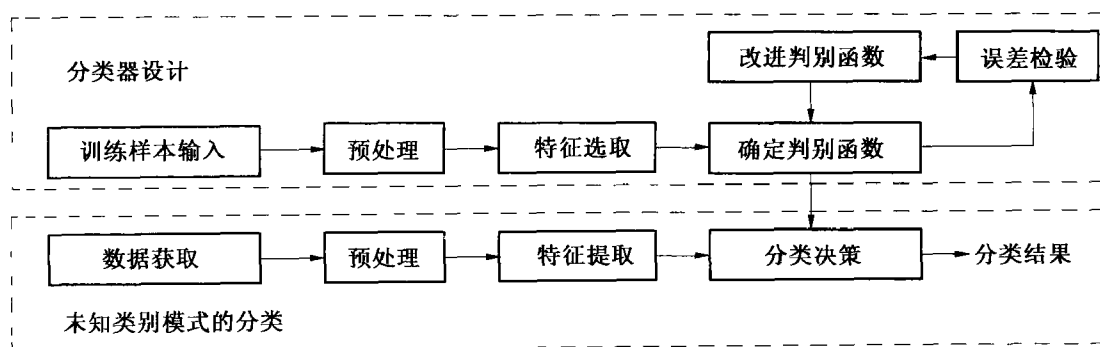 改进判别函数
误差检验
分类器设计
训练样本输入
预处理
特征选取
确定判别函数
数据获取
预处理
特征提取
分类决策
分类结果
未知类别模式的分类